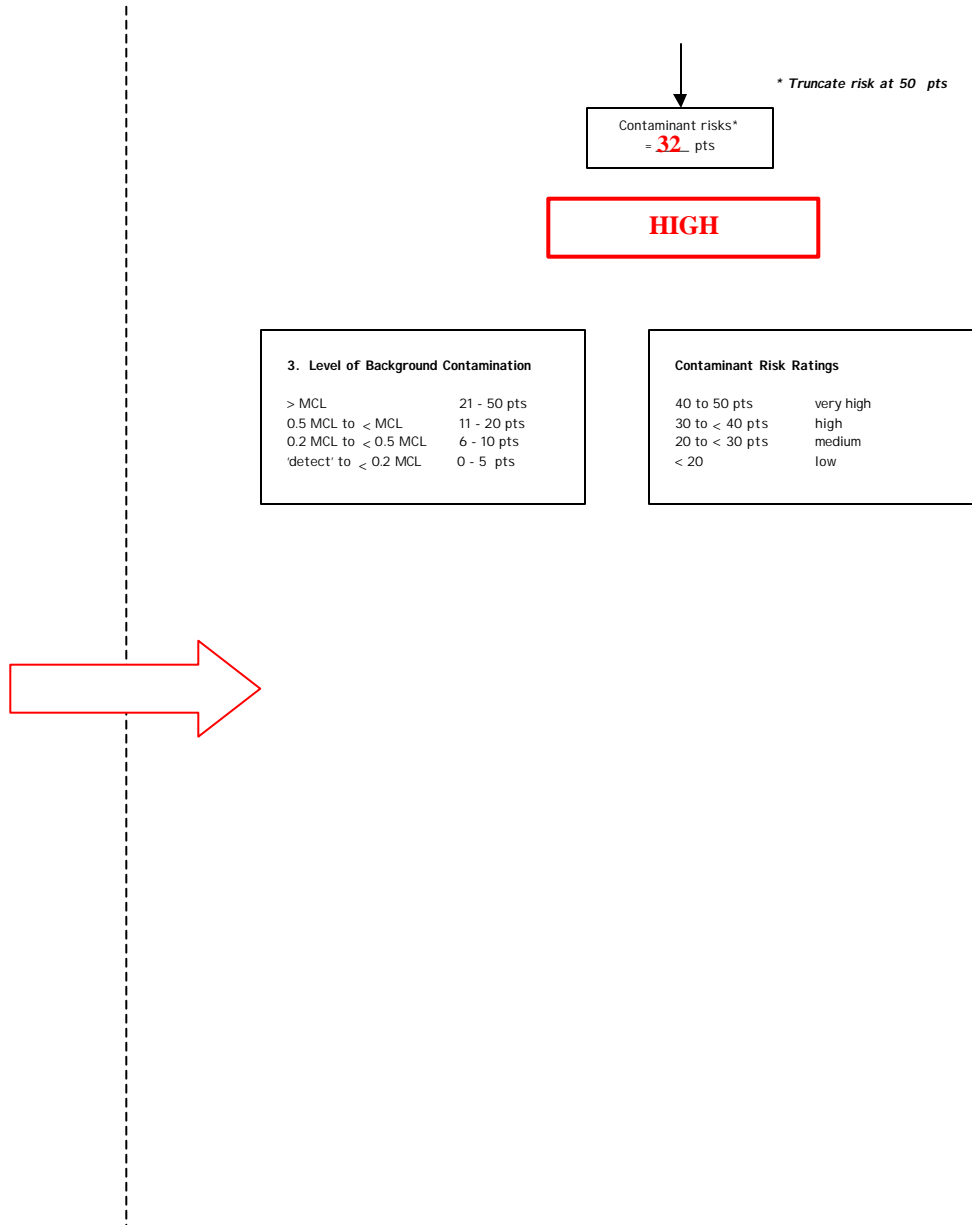 * Truncate risk at 50 pts
Contaminant risks*
= 32 pts
HIGH
3. Level of Background Contamination
> MCL 21 - 50 pts
0.5 MCL to < MCL 11 - 20 pts
0.2 MCL to < 0.5 MCL 6 - 10 pts
‘detect’ to < 0.2 MCL 0 - 5 pts
Contaminant Risk Ratings
40 to 50 pts very high
30 to < 40 pts high
20 to < 30 pts medium
< 20 low